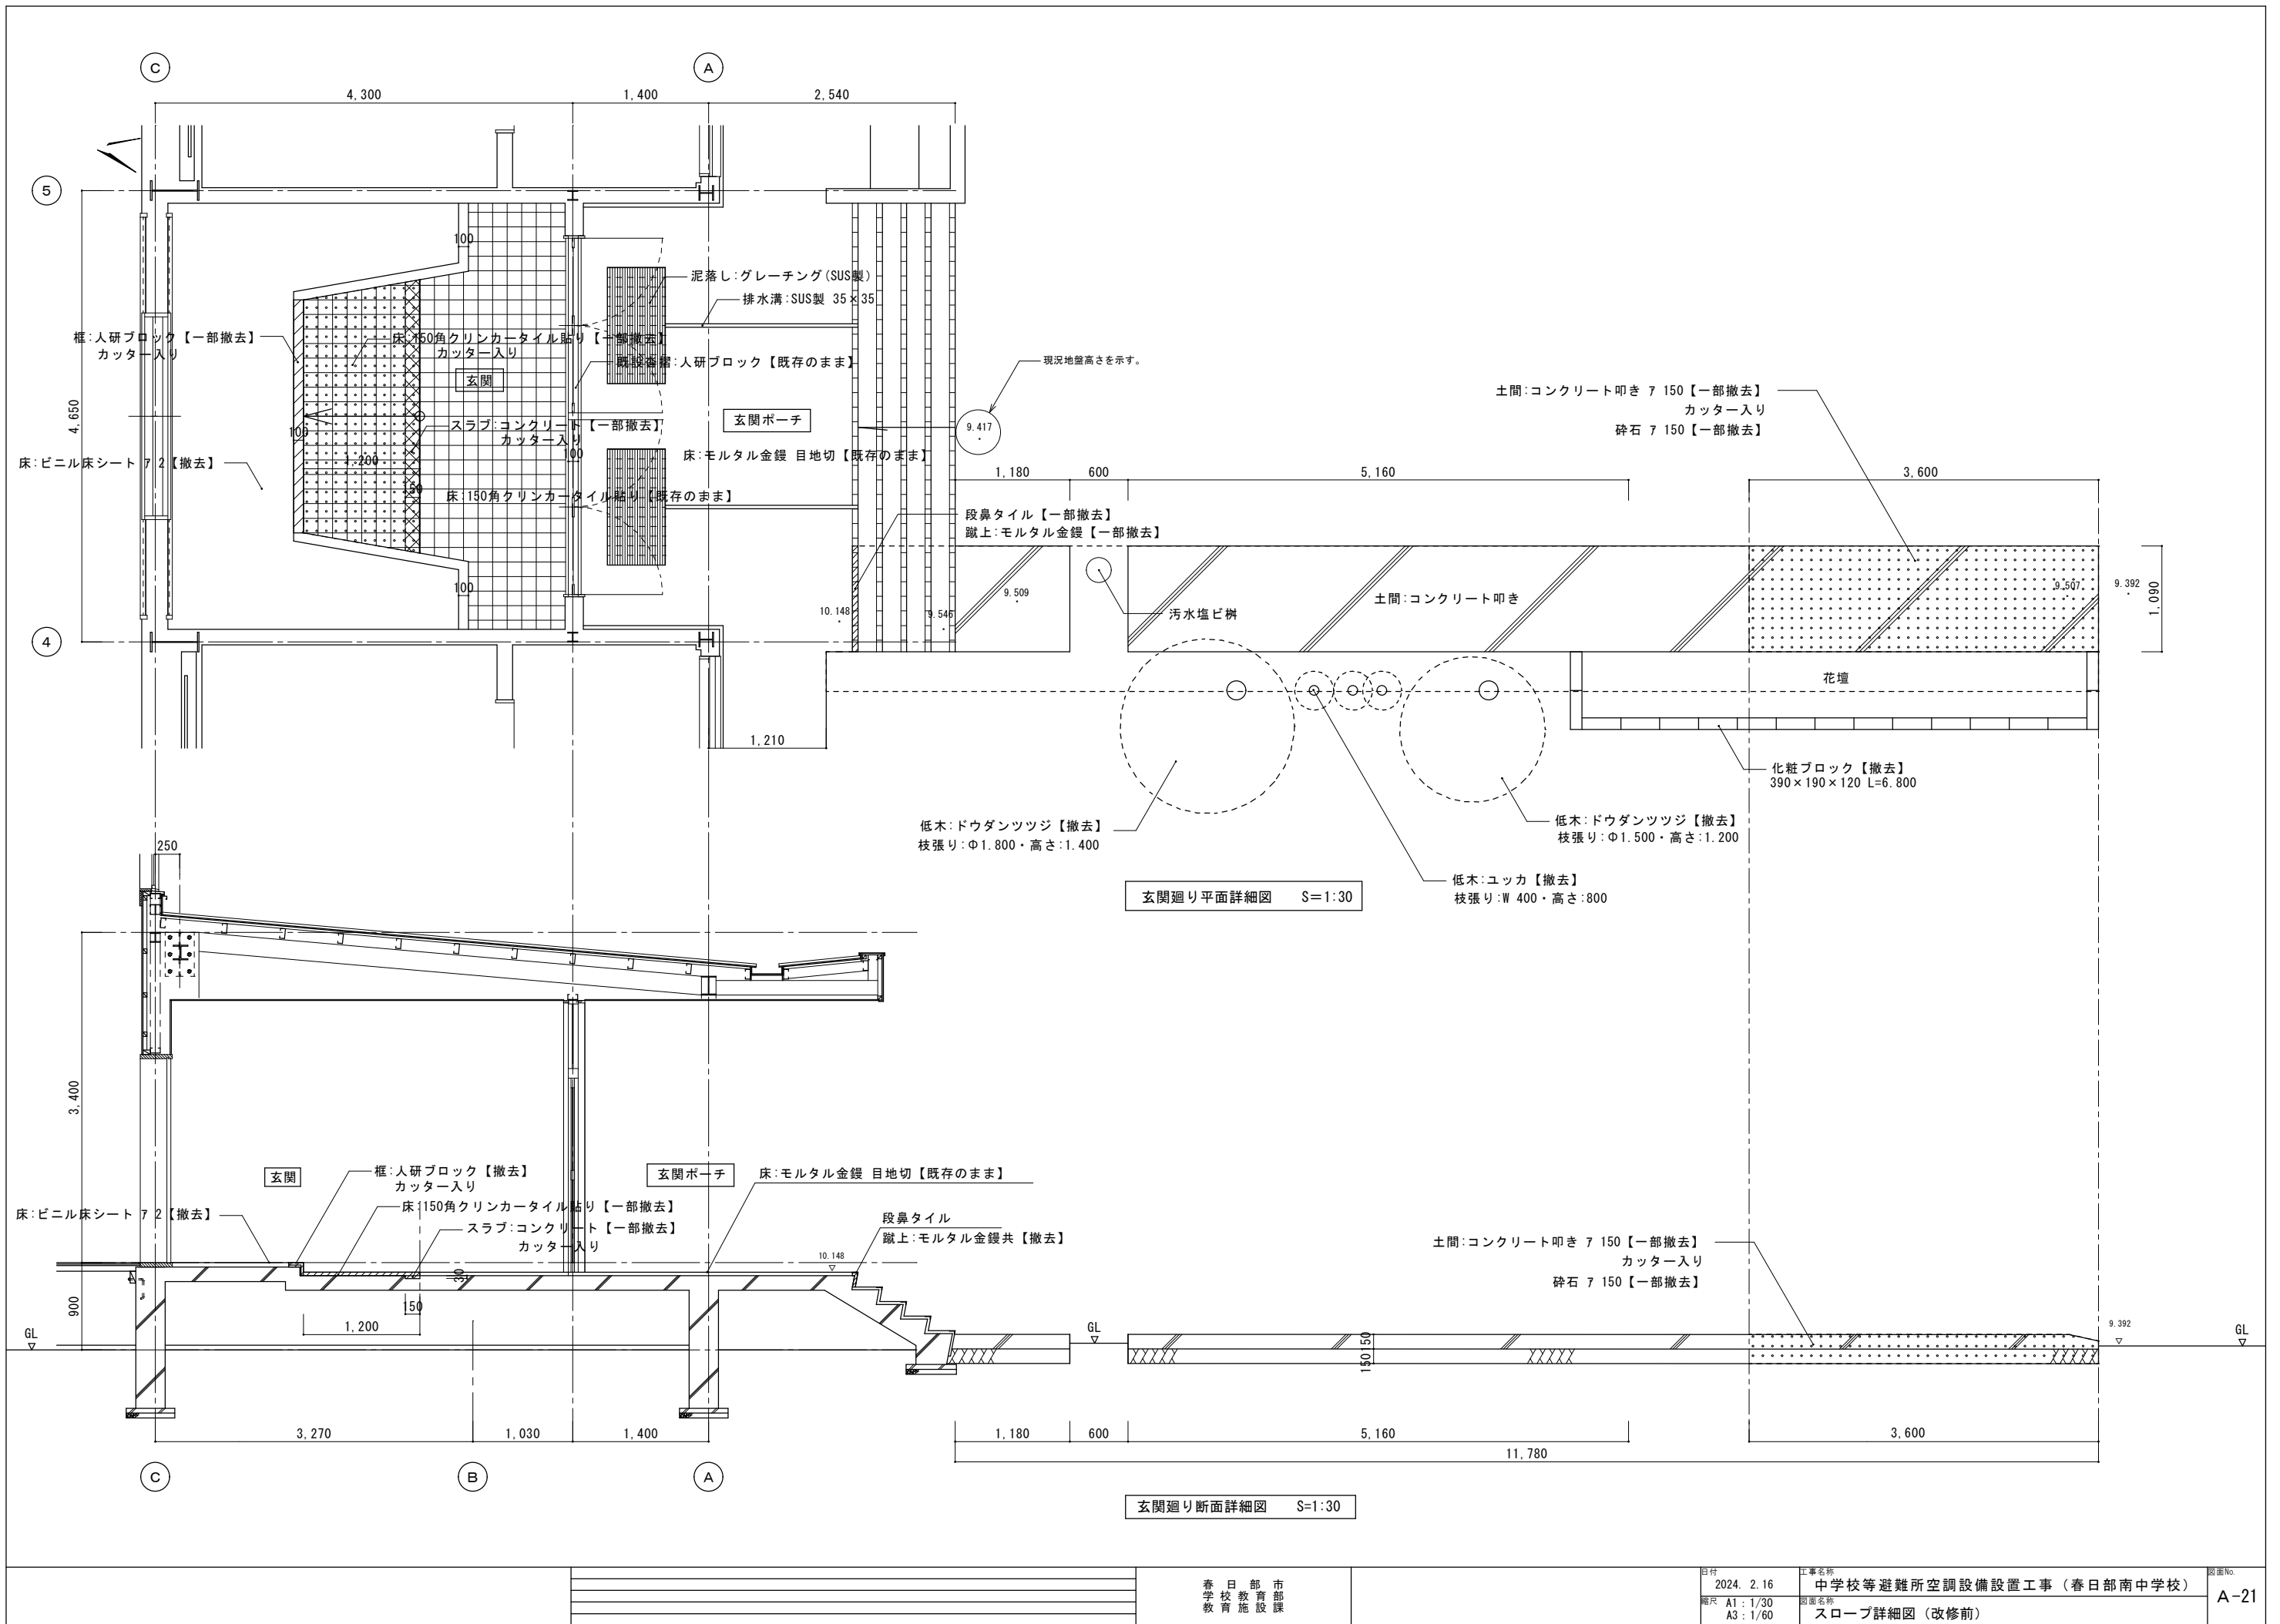 C
A
4,300
1,400
2,540
5
100
泥落し:グレーチング(SUS製)
排水溝:SUS製 35×35
框:人研ブロック【一部撤去】
カッター入り
床:150角クリンカータイル貼り【一部撤去】
カッター入り
既設沓摺:人研ブロック【既存のまま】
玄関
現況地盤高さを示す。
土間:コンクリート叩き ｱ 150【一部撤去】
カッター入り
砕石 ｱ 150【一部撤去】
4,650
玄関ポーチ
9.417
100
スラブ:コンクリート【一部撤去】
カッター入り
100
床:モルタル金鏝 目地切【既存のまま】
床:ビニル床シート ｱ 2【撤去】
1,200
150
床:150角クリンカータイル貼り【既存のまま】
1,180
600
5,160
3,600
段鼻タイル【一部撤去】
蹴上:モルタル金鏝【一部撤去】
100
9.509
10.148
9.546
汚水塩ビ桝
土間:コンクリート叩き
9.507
9.392
1,090
4
花壇
1,210
化粧ブロック【撤去】
390×190×120 L=6.800
低木:ドウダンツツジ【撤去】
枝張り:Φ1.800・高さ:1.400
低木:ドウダンツツジ【撤去】
枝張り:Φ1.500・高さ:1.200
低木:ユッカ【撤去】
枝張り:W 400・高さ:800
玄関廻り平面詳細図 S=1:30
250
3,400
玄関
框:人研ブロック【撤去】
カッター入り
玄関ポーチ
床:モルタル金鏝 目地切【既存のまま】
床:150角クリンカータイル貼り【一部撤去】
床:ビニル床シート ｱ 2【撤去】
スラブ:コンクリート【一部撤去】
カッター入り
段鼻タイル
蹴上:モルタル金鏝共【撤去】
10.148
土間:コンクリート叩き ｱ 150【一部撤去】
カッター入り
砕石 ｱ 150【一部撤去】
30
900
150
1,200
GL
GL
150
150
9.392
GL
3,270
1,030
1,400
1,180
600
5,160
3,600
11,780
C
B
A
玄関廻り断面詳細図 S=1:30
春日部市
学校教育部
教育施設課
日付
2024. 2.16
縮尺
A1 : 1/30
A3 : 1/60
工事名称
中学校等避難所空調設備設置工事（春日部南中学校）
図面名称
スロープ詳細図（改修前）
図面No.
A-21